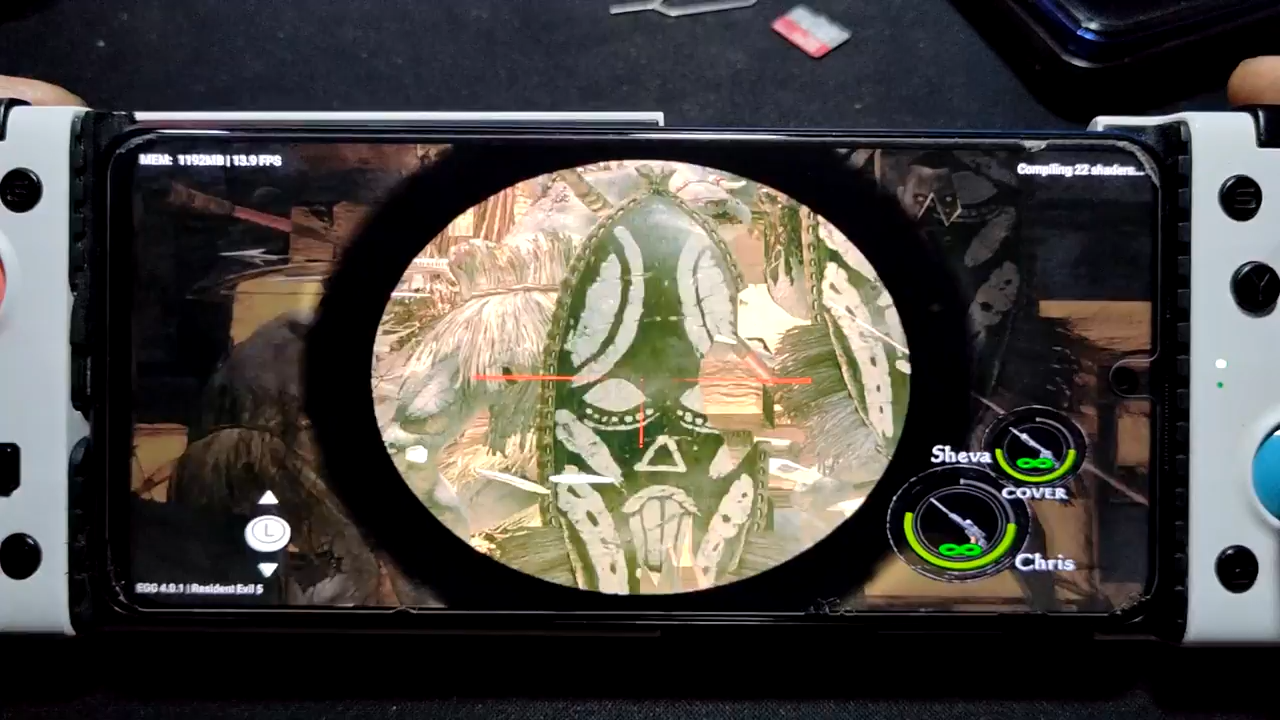 MEM: 1192MB | 13.9 FPS
Compiling 22 shaders...
Sheva
COVER
Chris
L
EGG 4.0.1 | Resident Evil 5
Y